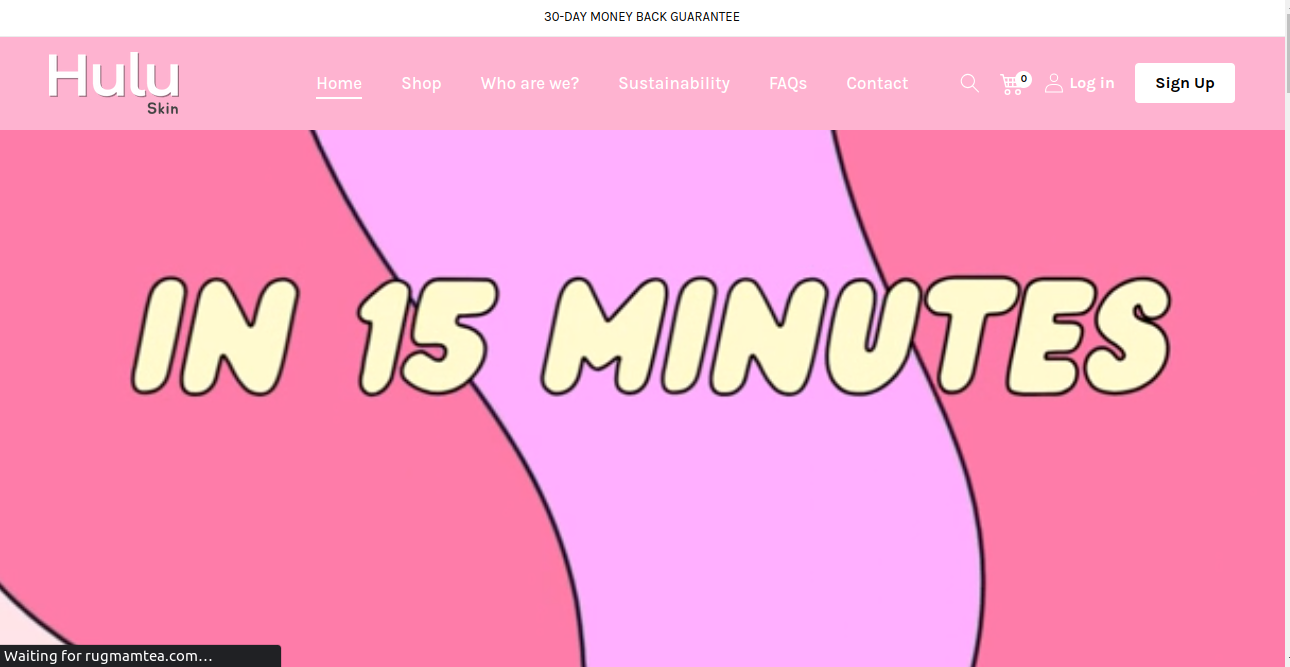 30-DAY MONEY BACK GUARANTEE
Hulu
Skin
Home Shop Who are we? Sustainability FAQs Contact 0 Log in Sign Up
IN 15 MINUTES
Waiting for rugmamtea.com...